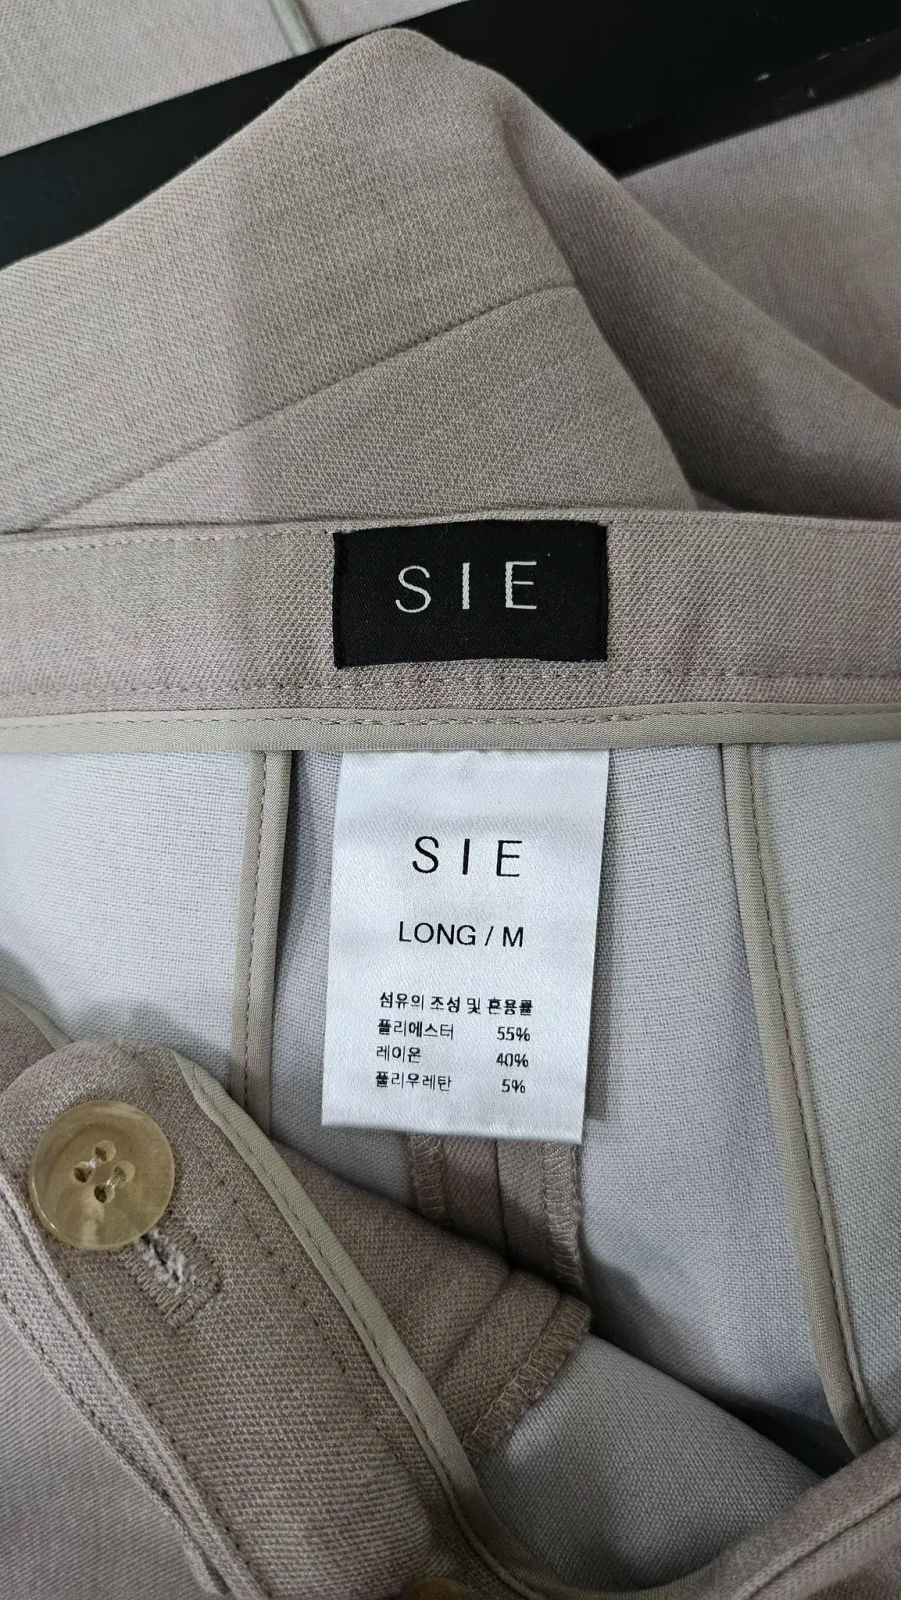 SIE
SIE
LONG / M
섬유의 조성 및 혼용률
폴리에스터 55%
레이온 40%
폴리우레탄 5%